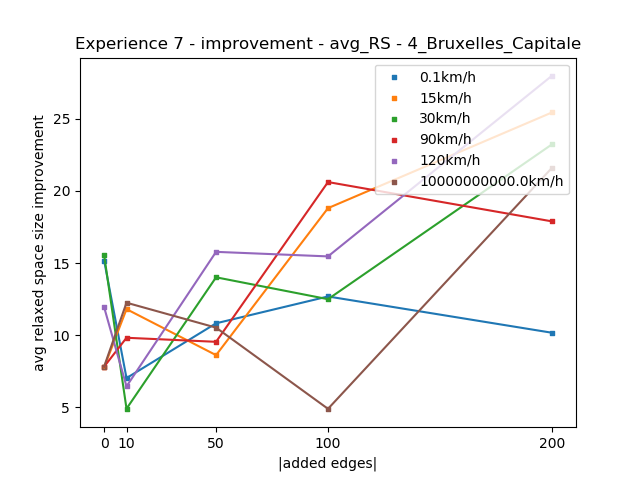 Experience 7 - improvement - avg_RS - 4_Bruxelles_Capitale
0.1km/h
15km/h
30km/h
90km/h
120km/h
10000000000.0km/h
avg relaxed space size improvement
25
20
15
10
5
0 10 50 100 200
|added edges|